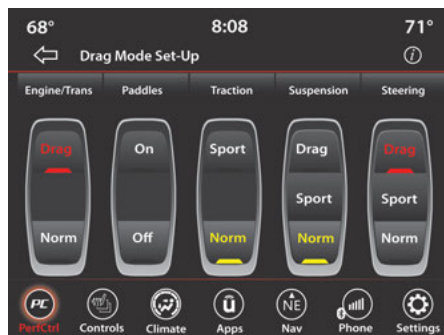 68° 8:08 71°
Drag Mode Set-Up i
Engine/Trans Paddles Traction Suspension Steering
Drag On Sport Drag Drag
Sport Sport
Norm Off Norm Norm Norm
PC û NE
PerfCtrl Controls Climate Apps Nav Phone Settings